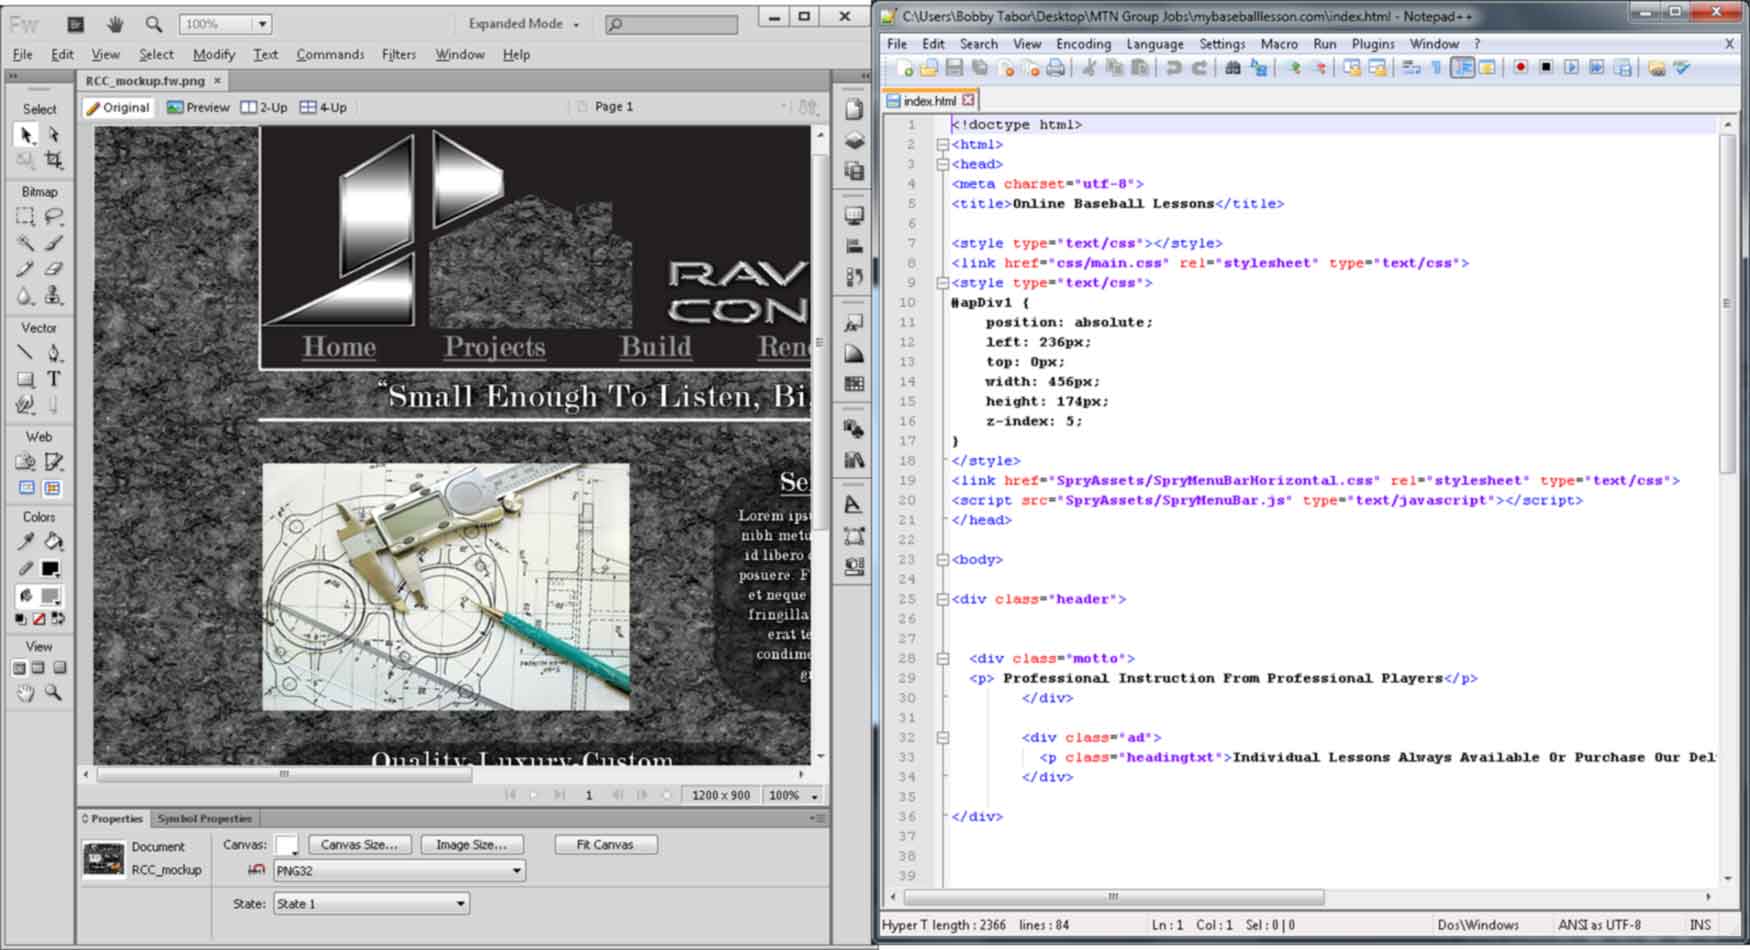 Fw
Br
100%
Expanded Mode
File Edit View Select Modify Text Commands Filters Window Help
RCC_mockup.fw.png ×
Original Preview 2-Up 4-Up Page 1
Select
Bitmap
Vector
Web
Colors
View
RAV
CON
Home Projects Build Ren
“Small Enough To Listen, Bi
Se
Lorem ips
nibh metu
id libero
posuere. F
et neque
fringilla
erat te
condime
g
Quality-Luxury-Custom
1 1200 x 900 100%
Properties Symbol Properties
Document
RCC_mockup
Canvas: Canvas Size... Image Size... Fit Canvas
PNG32
State: State 1
C:\Users\Bobby Tabor\Desktop\MTN Group Jobs\mybaseballlesson.com\index.html - Notepad++
File Edit Search View Encoding Language Settings Macro Run Plugins Window ? X
index.html
1 <!doctype html>
2 <html>
3 <head>
4 <meta charset="utf-8">
5 <title>Online Baseball Lessons</title>
6
7 <style type="text/css"></style>
8 <link href="css/main.css" rel="stylesheet" type="text/css">
9 <style type="text/css">
10 #apDiv1 {
11 position: absolute;
12 left: 236px;
13 top: 0px;
14 width: 456px;
15 height: 174px;
16 z-index: 5;
17 }
18 </style>
19 <link href="SpryAssets/SpryMenuBarHorizontal.css" rel="stylesheet" type="text/css">
20 <script src="SpryAssets/SpryMenuBar.js" type="text/javascript"></script>
21 </head>
22
23 <body>
24
25 <div class="header">
26
27
28 <div class="motto">
29 <p> Professional Instruction From Professional Players</p>
30 </div>
31
32 <div class="ad">
33 <p class="headingtxt">Individual Lessons Always Available Or Purchase Our Del
34 </div>
35
36 </div>
37
38
39
Hyper T length : 2366 lines : 84 Ln : 1 Col : 1 Sel : 0 | 0 Dos\Windows ANSI as UTF-8 INS